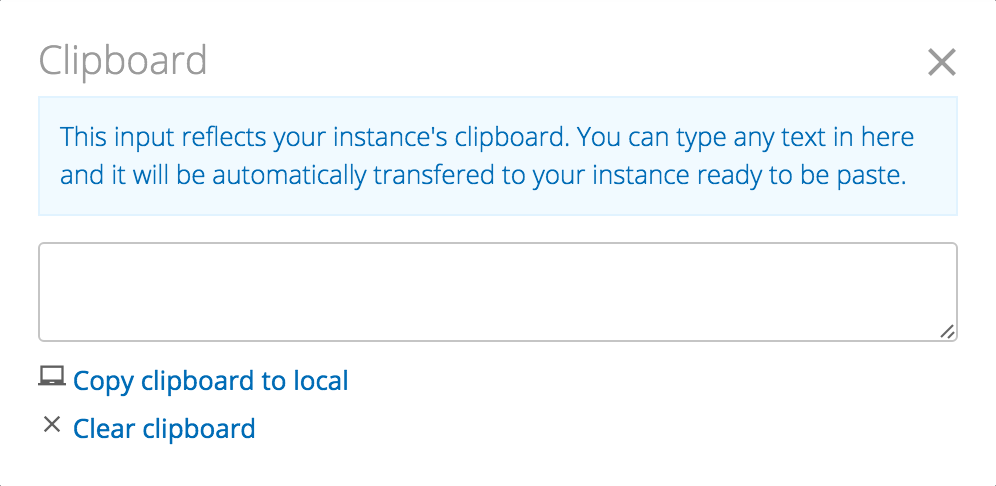 Clipboard
This input reflects your instance's clipboard. You can type any text in here
and it will be automatically transfered to your instance ready to be paste.
Copy clipboard to local
Clear clipboard